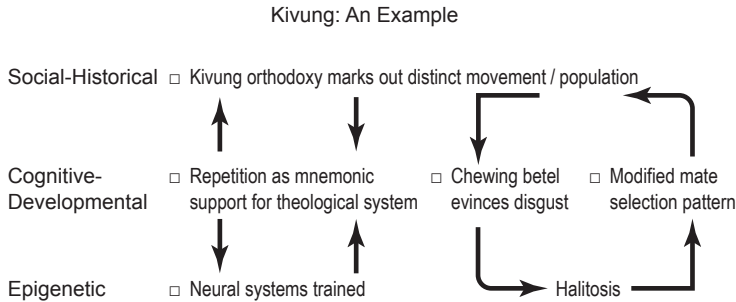 Kivung: An Example
Social-Historical □ Kivung orthodoxy marks out distinct movement / population
Cognitive- □ Repetition as mnemonic □ Chewing betel □ Modified mate
Developmental support for theological system evinces disgust selection pattern
Epigenetic □ Neural systems trained Halitosis